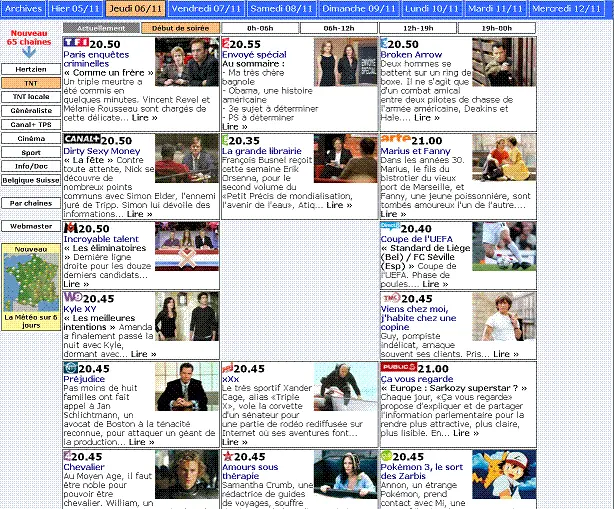 Archives Hier 05/11 Jeudi 06/11 Vendredi 07/11 Samedi 08/11 Dimanche 09/11 Lundi 10/11 Mardi 11/11 Mercredi 12/11
Nouveau
65 chaines
Hertzien
TNT
TNT locale
Généraliste
Canal+ TPS
Cinéma
Sport
Info/Doc
Belgique Suisse
Par chaînes
Webmaster
Nouveau
La Météo sur 6
jours
Actuellement Début de soirée 0h-06h 06h-12h 12h-19h 19h-00h
TF1 20.50
Paris enquêtes
criminelles
« Comme un frère »
Un triple meurtre a
été commis en
quelques minutes. Vincent Revel et
Mélanie Rousseau sont chargés de
cette délicate... Lire »
2 20.55
Envoyé spécial
Au sommaire :
- Ma très chère
bagnole
- Obama, une histoire
américaine
- 3e sujet à déterminer
- PS à déterminer
Lire »
3 20.50
Broken Arrow
Deux hommes se
battent sur un ring de
boxe. Il ne s'agit que
d'un combat amical
entre deux pilotes de chasse de
l'armée américaine, Deakins et
Hale.... Lire »
CANAL+ 20.50
Dirty Sexy Money
« La fête » Contre
toute attente, Nick se
découvre de
nombreux points
communs avec Simon Elder, l'ennemi
juré de Tripp. Simon lui dévoile des
informations... Lire »
5 20.35
La grande librairie
François Busnel reçoit
cette semaine Erik
Orsenna, pour le
second volume du
«Petit Précis de mondialisation,
l'avenir de l'eau», Atiq... Lire »
arte 21.00
Marius et Fanny
Dans les années 30.
Marius, le fils du
bistrotier du vieux
port de Marseille, et
Fanny, une jeune poissonnière, sont
tombés amoureux l'un de l'autre....
Lire »
M6 20.50
Incroyable talent
« Les éliminatoires
» Dernière ligne
droite pour les douze
derniers candidats...
Lire »
Direct8 20.40
Coupe de l'UEFA
« Standard de Liège
(Bel) / FC Séville
(Esp) » Coupe de
l'UEFA. Phase de
poules.... Lire »
W9 20.45
Kyle XY
« Les meilleures
intentions » Amanda
a finalement passé la
nuit avec Kyle,
dormant avec... Lire »
TMC 20.45
Viens chez moi,
j'habite chez une
copine
Guy, pompiste
indélicat, arnaque
souvent ses clients. Pris... Lire »
20.45
Préjudice
Pas moins de huit
familles ont fait
appel à Jan
Schlichtmann, un
avocat de Boston à la ténacité
reconnue, pour attaquer un géant de
la production... Lire »
20.45
xXx
Le très sportif Xander
Cage, alias «Triple
X», vole la corvette
d'un sénateur pour
une partie de rodéo rediffusée sur
Internet où ses aventures font...
Lire »
PUBLIC S 21.00
Ça vous regarde
« Europe : Sarkozy superstar ? »
Chaque jour, «Ça vous regarde»
propose d'expliquer et de partager
l'information parlementaire pour la
rendre plus attractive, plus claire,
plus lisible. En... Lire »
20.45
Chevalier
Au Moyen Age, il faut
être noble pour
pouvoir être
chevalier. William, un
20.45
Amours sous
thérapie
Samantha Crumb, une
rédactrice de guides
de voyages, souffre
20.45
Pokémon 3, le sort
des Zarbis
Annon, un étrange
Pokémon, prend
contact avec Mi, une